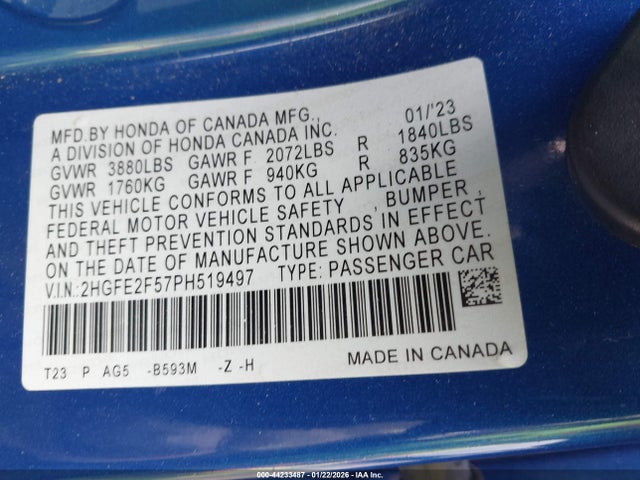 MFD.BY HONDA OF CANADA MFG., 01/'23
A DIVISION OF HONDA CANADA INC.
GVWR 3880LBS GAWR F 2072LBS R 1840LBS
GVWR 1760KG GAWR F 940KG R 835KG
THIS VEHICLE CONFORMS TO ALL APPLICABLE
FEDERAL MOTOR VEHICLE SAFETY , BUMPER ,
AND THEFT PREVENTION STANDARDS IN EFFECT
ON THE DATE OF MANUFACTURE SHOWN ABOVE.
V.I.N.:2HGFE2F57PH519497 TYPE: PASSENGER CAR
T23 P AG5 -B593M -Z -H MADE IN CANADA
000-44233487 - 01/22/2026 - IAA Inc.